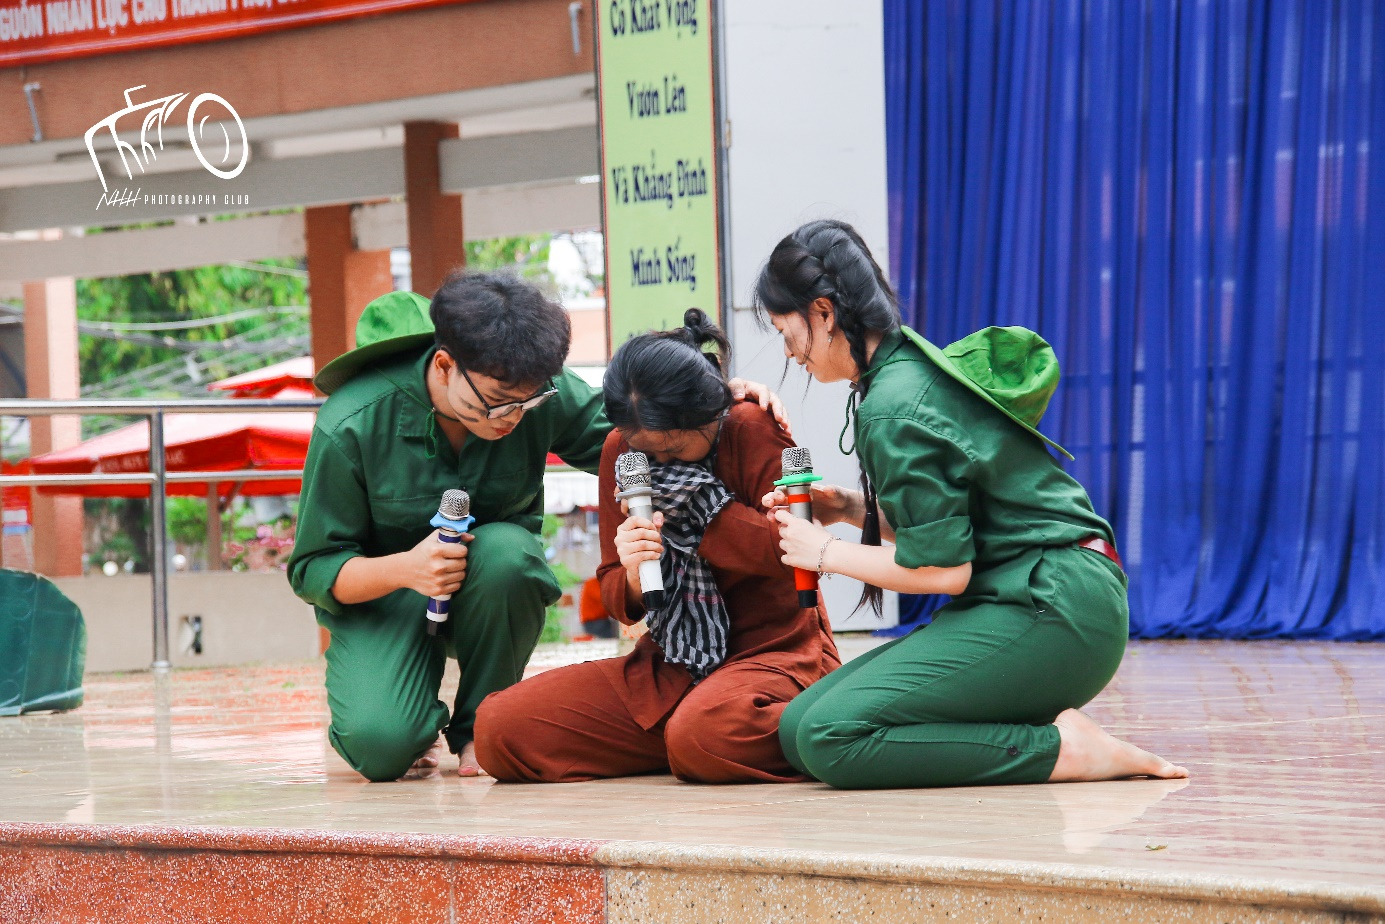 NGUỒN NHÂN LỰC CHO THÀNH PHỐ,
NHH PHOTOGRAPHY CLUB
Có Khát Vọng
Vươn Lên
Và Khẳng Định
Mình Sống